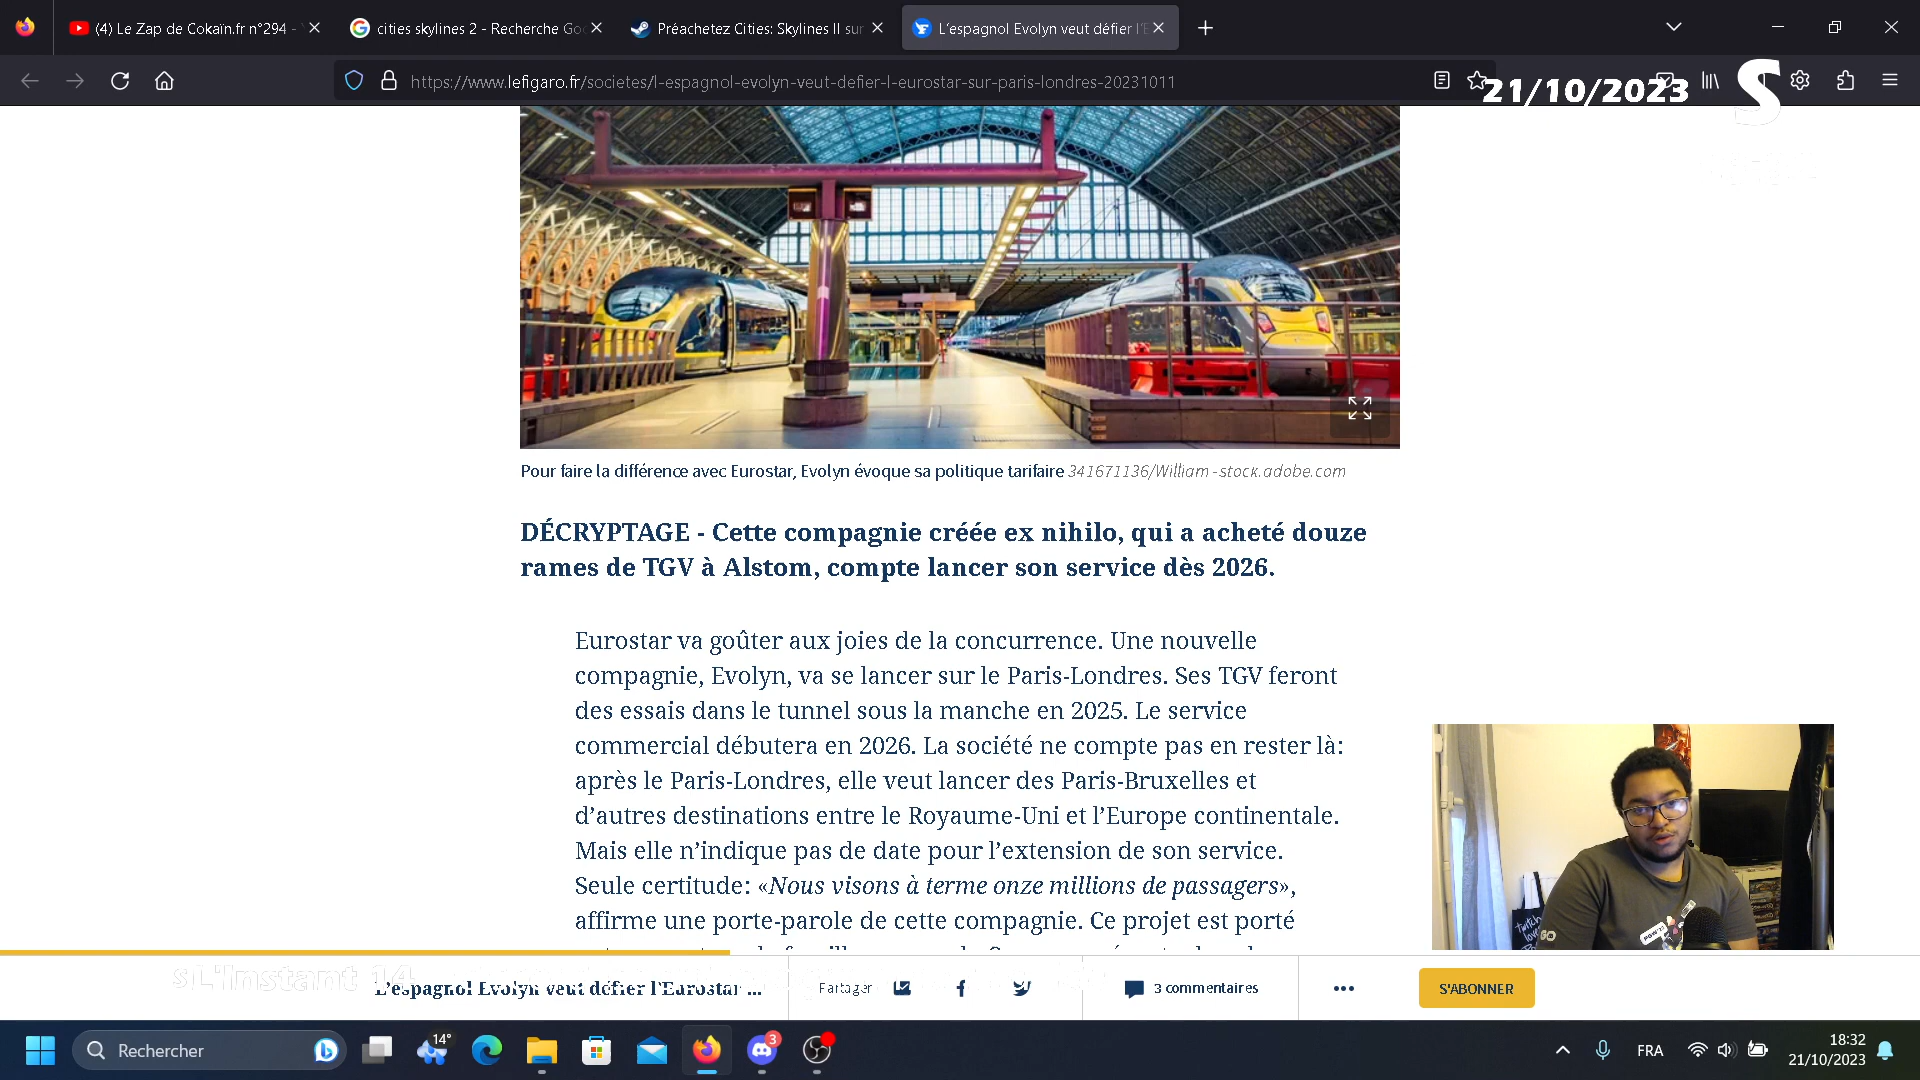 (4) Le Zap de Cokaïn.fr n°294 -
cities skylines 2 - Recherche Goo
Préachetez Cities: Skylines II sur
L'espagnol Evolyn veut défier l'E
https://www.lefigaro.fr/societes/l-espagnol-evolyn-veut-defier-l-eurostar-sur-paris-londres-20231011
21/10/2023
S
Pour faire la différence avec Eurostar, Evolyn évoque sa politique tarifaire 341671136/William - stock.adobe.com
DÉCRYPTAGE - Cette compagnie créée ex nihilo, qui a acheté douze
rames de TGV à Alstom, compte lancer son service dès 2026.
Eurostar va goûter aux joies de la concurrence. Une nouvelle
compagnie, Evolyn, va se lancer sur le Paris-Londres. Ses TGV feront
des essais dans le tunnel sous la manche en 2025. Le service
commercial débutera en 2026. La société ne compte pas en rester là:
après le Paris-Londres, elle veut lancer des Paris-Bruxelles et
d'autres destinations entre le Royaume-Uni et l'Europe continentale.
Mais elle n'indique pas de date pour l'extension de son service.
Seule certitude: «Nous visons à terme onze millions de passagers»,
affirme une porte-parole de cette compagnie. Ce projet est porté
twitch
love
GO
POW
L'instant 14
L'espagnol Evolyn veut défier l'Eurostar ...
Partager
3 commentaires
S'ABONNER
Rechercher
14°
3
FRA
18:32
21/10/2023